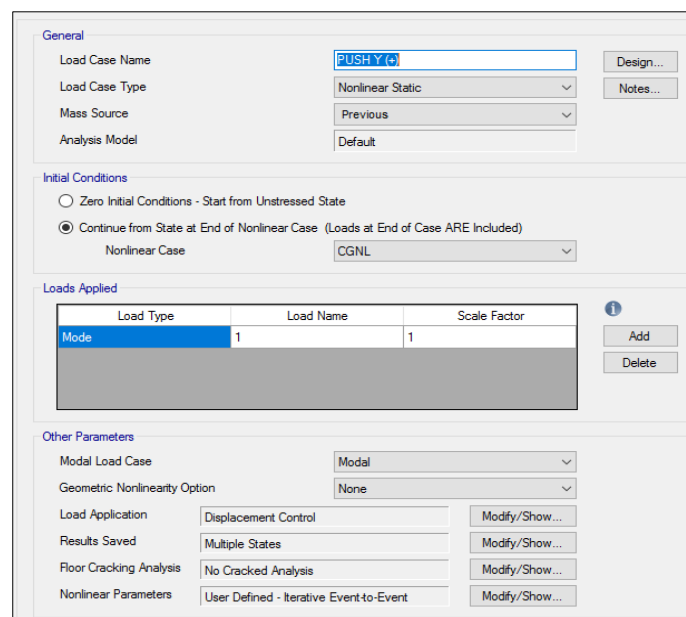 General
Load Case Name PUSH Y (+) Design...
Load Case Type Nonlinear Static Notes...
Mass Source Previous
Analysis Model Default
Initial Conditions
Zero Initial Conditions - Start from Unstressed State
Continue from State at End of Nonlinear Case (Loads at End of Case ARE Included)
Nonlinear Case CGNL
Loads Applied
Load Type Load Name Scale Factor
Mode 1 1 Add
Delete
Other Parameters
Modal Load Case Modal
Geometric Nonlinearity Option None
Load Application Displacement Control Modify/Show...
Results Saved Multiple States Modify/Show...
Floor Cracking Analysis No Cracked Analysis Modify/Show...
Nonlinear Parameters User Defined - Iterative Event-to-Event Modify/Show...